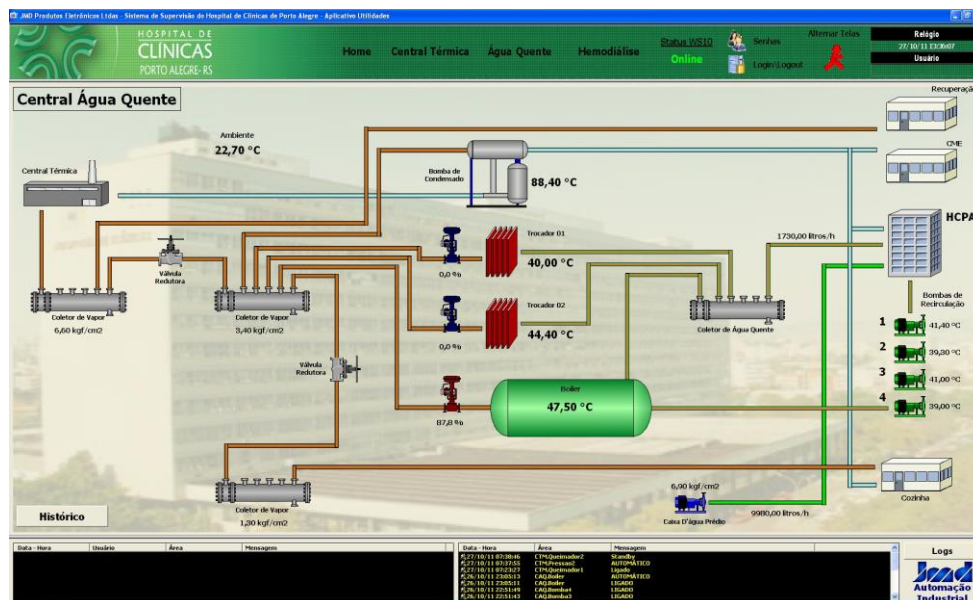 JMD Produtos Eletrônicos Ltdas - Sistema de Supervisão do Hospital de Clínicas de Porto Alegre - Aplicativo Utilidades
HOSPITAL DE
CLÍNICAS
PORTO ALEGRE- RS
Home
Central Térmica
Água Quente
Hemodiálise
Status WS10
Online
Senhas
Login\Logout
Alternar Telas
Relógio
27/10/11 13:36:07
Usuário
Central Água Quente
Recuperaçã
Ambiente
22,70 °C
CME
Central Térmica
Bomba de
Condensado
88,40 °C
HCPA
1730,00 litros/h
Trocador 01
40,00 °C
0,0 %
Válvula
Redutora
Coletor de Vapor
6,60 kgf/cm2
Coletor de Vapor
3,40 kgf/cm2
Trocador 02
44,40 °C
0,0 %
Coletor de Água Quente
Bombas de
Recirculação
1 41,40 °C
2 39,30 °C
3 41,00 °C
4 39,00 °C
Válvula
Redutora
Boiler
47,50 °C
87,8 %
Coletor de Vapor
1,30 kgf/cm2
6,90 kgf/cm2
Caixa D'água Prédio
9980,00 litros/h
Cozinha
Histórico
Data - Hora Usuário Área Mensagem
Data - Hora Área Mensagem
27/10/11 07:38:46 CTM.Queimador2 Standby
27/10/11 07:37:55 CTM.Pressao2 AUTOMÁTICO
27/10/11 07:23:27 CTM.Queimador1 Ligado
26/10/11 23:05:13 CAQ.Boiler AUTOMÁTICO
26/10/11 23:05:11 CAQ.Boiler LIGADO
26/10/11 22:51:49 CAQ.Bomba4 LIGADO
26/10/11 22:51:43 CAQ.Bomba3 LIGADO
Logs
Jmd
Automação
Industrial